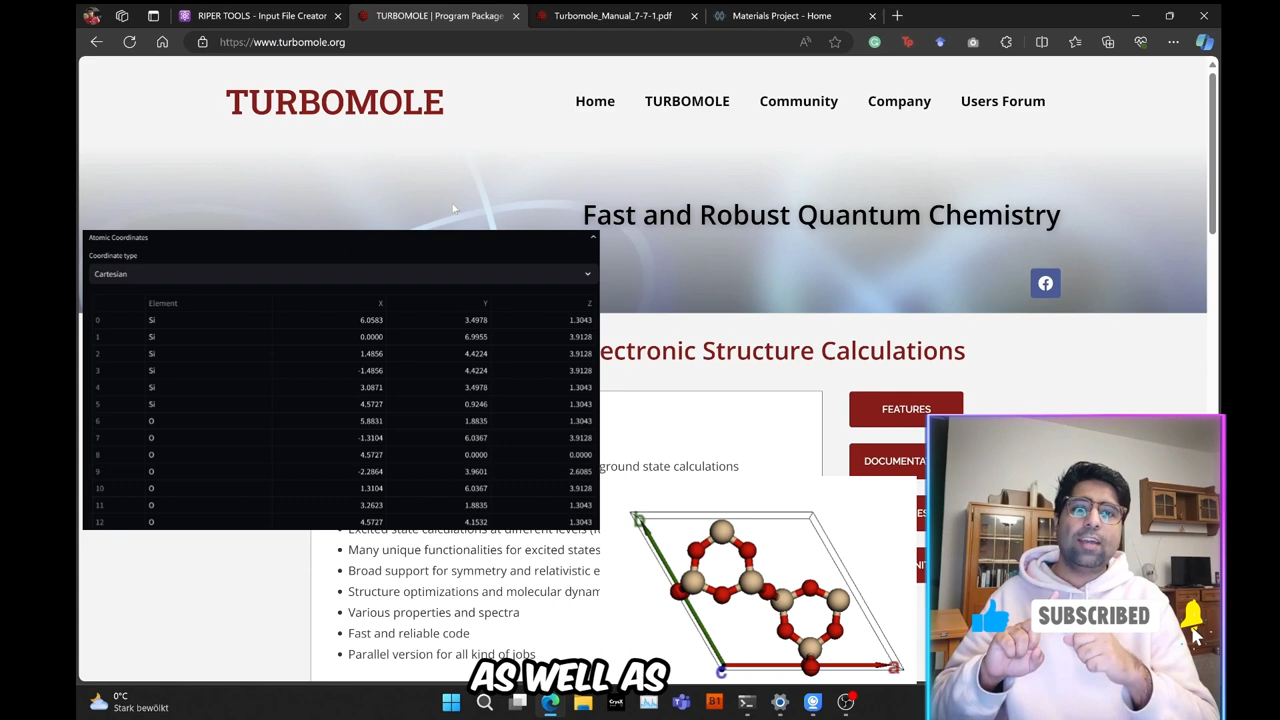 RIPER TOOLS - Input File Creator
TURBOMOLE | Program Package
Turbomole_Manual_7-7-1.pdf
Materials Project - Home
https://www.turbomole.org
TURBOMOLE
Home TURBOMOLE Community Company Users Forum
Fast and Robust Quantum Chemistry
Atomic Coordinates
Coordinate type
Cartesian
Element X Y Z
0 Si 6.0583 3.4978 1.3043
1 Si 0.0000 6.9955 3.9128
2 Si 1.4856 4.4224 3.9128
3 Si -1.4856 4.4224 3.9128
4 Si 3.0871 3.4978 1.3043
5 Si 4.5727 0.9246 1.3043
6 O 5.8831 1.8835 1.3043
7 O -1.3104 6.0367 3.9128
8 O 4.5727 0.0000 0.0000
9 O -2.2864 3.9601 2.6085
10 O 1.3104 6.0367 3.9128
11 O 3.2623 1.8835 1.3043
12 O 4.5727 4.1532 1.3043
ectronic Structure Calculations
FEATURES
ground state calculations
DOCUMENTA
Excited state calculations at different levels
• Many unique functionalities for excited states
• Broad support for symmetry and relativistic e
• Structure optimizations and molecular dynam
• Various properties and spectra
• Fast and reliable code
• Parallel version for all kind of jobs
b
c
a
SUBSCRIBED
AS WELL AS
0°C
Stark bewölkt
CrysX
B1